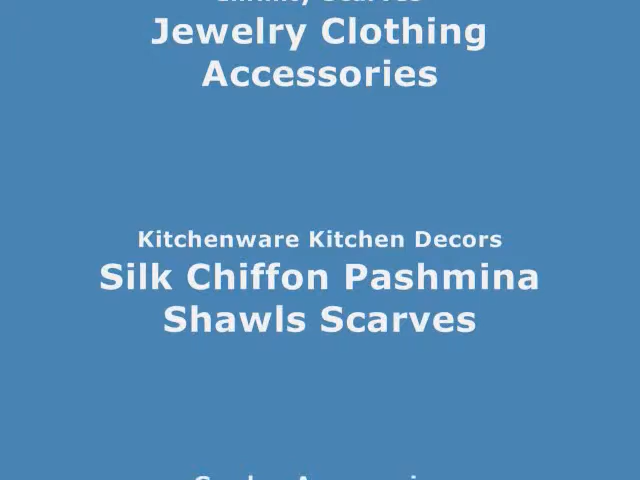 Jewelry Clothing
Accessories
Kitchenware Kitchen Decors
Silk Chiffon Pashmina
Shawls Scarves